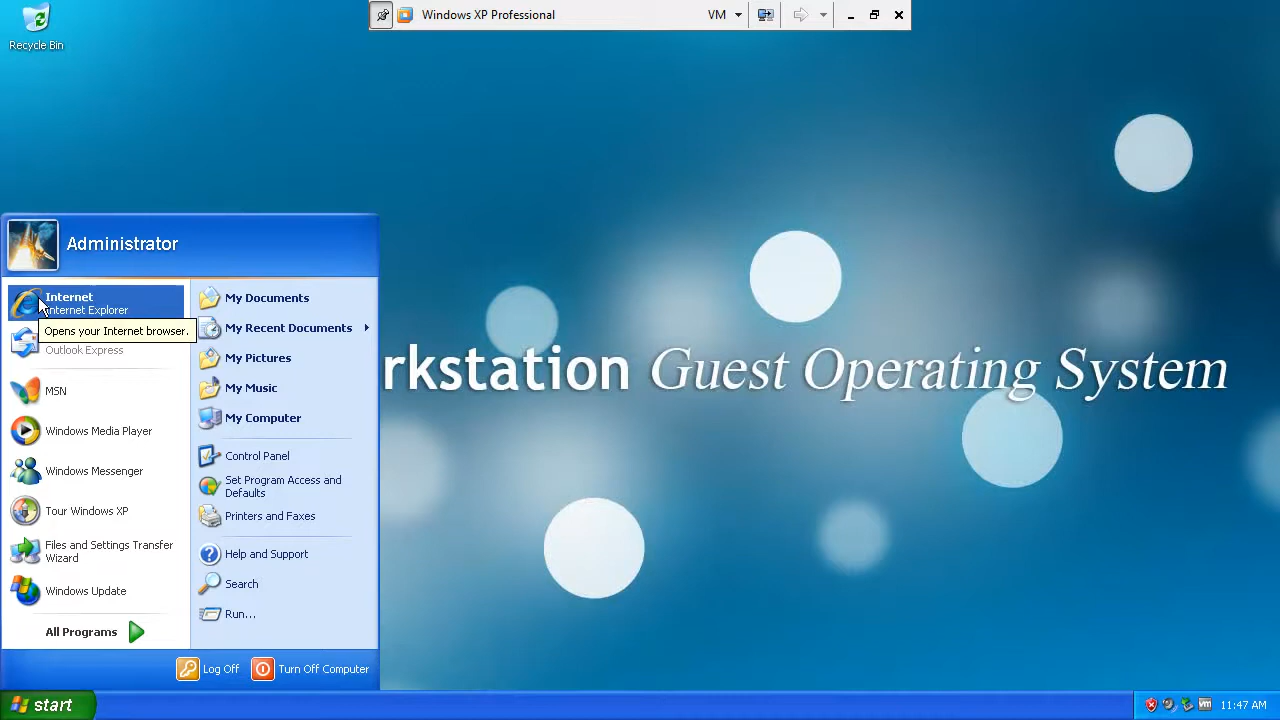 Recycle Bin
Windows XP Professional
VM
Administrator
Internet
Internet Explorer
Opens your Internet browser.
Outlook Express
MSN
Windows Media Player
Windows Messenger
Tour Windows XP
Files and Settings Transfer
Wizard
Windows Update
All Programs
My Documents
My Recent Documents
My Pictures
My Music
My Computer
Control Panel
Set Program Access and
Defaults
Printers and Faxes
Help and Support
Search
Run...
Log Off
Turn Off Computer
rkstation Guest Operating System
start
vm
11:47 AM